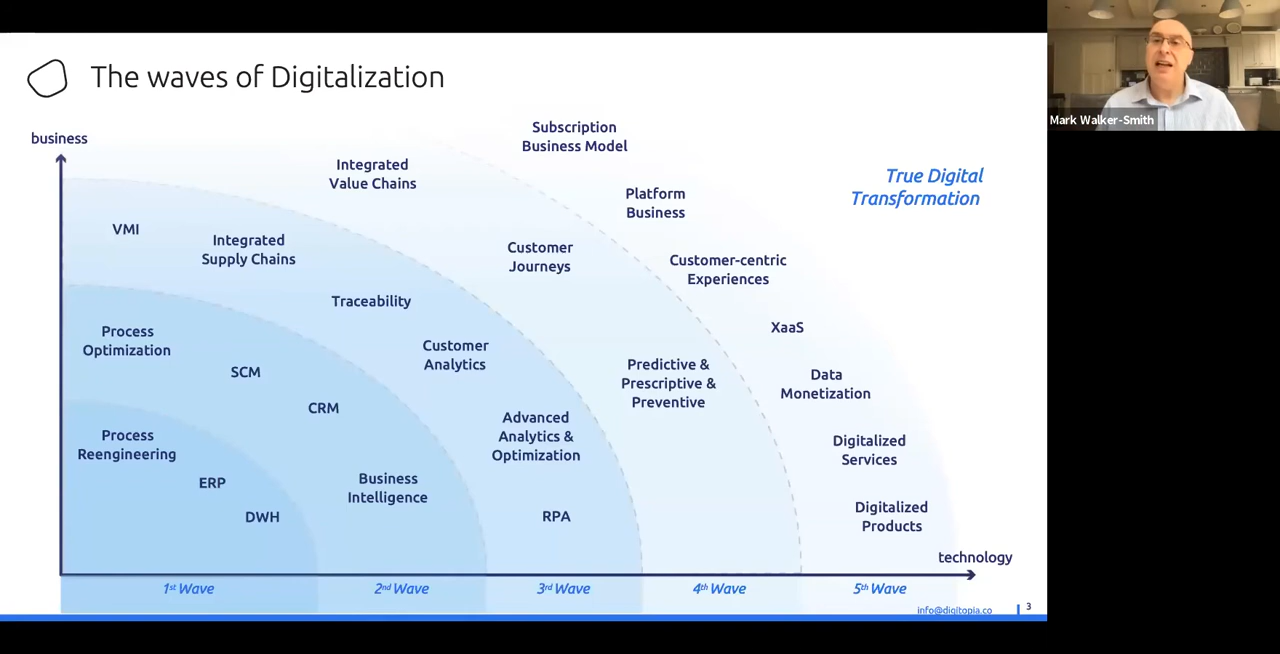 The waves of Digitalization
Mark Walker-Smith
business
Subscription
Business Model
Integrated
Value Chains
True Digital
Transformation
Platform
Business
VMI
Integrated
Supply Chains
Customer
Journeys
Customer-centric
Experiences
Traceability
XaaS
Process
Optimization
Customer
Analytics
SCM
Predictive &
Prescriptive &
Preventive
Data
Monetization
CRM
Advanced
Analytics &
Optimization
Process
Reengineering
Digitalized
Services
ERP
Business
Intelligence
DWH
RPA
Digitalized
Products
technology
1st Wave
2nd Wave
3rd Wave
4th Wave
5th Wave
info@digitopia.co
3